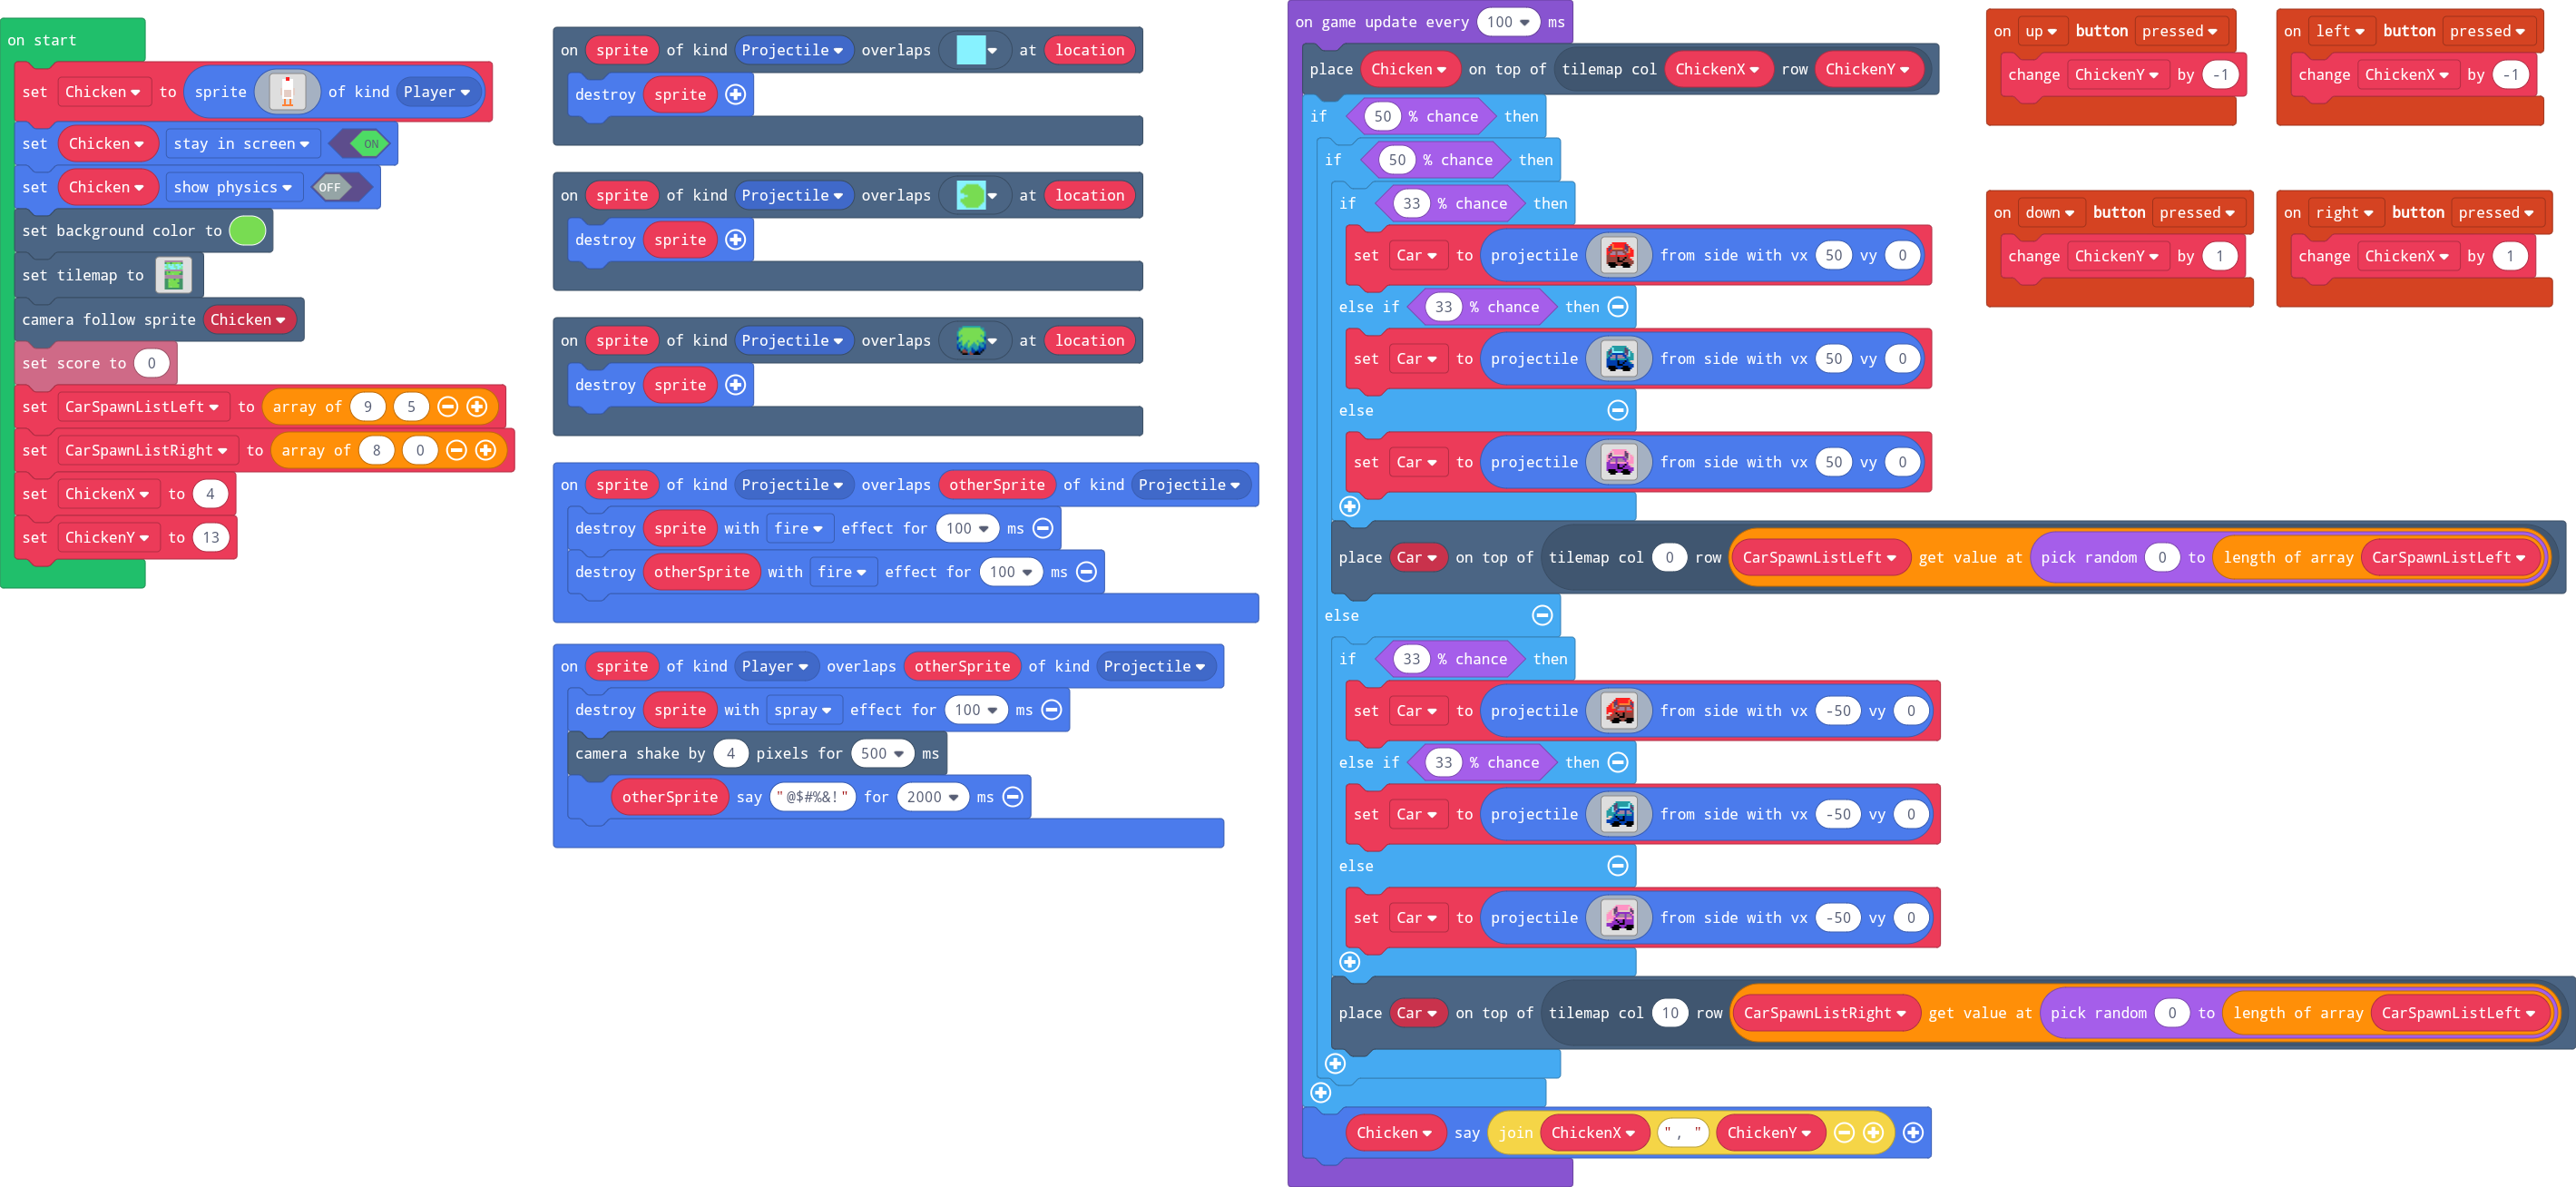 on start
set Chicken to sprite of kind Player
set Chicken stay in screen ON
set Chicken show physics OFF
set background color to
set tilemap to
camera follow sprite Chicken
set score to 0
set CarSpawnListLeft to array of 9 5
set CarSpawnListRight to array of 8 0
set ChickenX to 4
set ChickenY to 13
on sprite of kind Projectile overlaps at location
destroy sprite
on sprite of kind Projectile overlaps at location
destroy sprite
on sprite of kind Projectile overlaps at location
destroy sprite
on sprite of kind Projectile overlaps otherSprite of kind Projectile
destroy sprite with fire effect for 100 ms
destroy otherSprite with fire effect for 100 ms
on sprite of kind Player overlaps otherSprite of kind Projectile
destroy sprite with spray effect for 100 ms
camera shake by 4 pixels for 500 ms
otherSprite say "@$#%&!" for 2000 ms
on game update every 100 ms
place Chicken on top of tilemap col ChickenX row ChickenY
if 50 % chance then
if 50 % chance then
if 33 % chance then
set Car to projectile from side with vx 50 vy 0
else if 33 % chance then
set Car to projectile from side with vx 50 vy 0
else
set Car to projectile from side with vx 50 vy 0
place Car on top of tilemap col 0 row CarSpawnListLeft get value at pick random 0 to length of array CarSpawnListLeft
else
if 33 % chance then
set Car to projectile from side with vx -50 vy 0
else if 33 % chance then
set Car to projectile from side with vx -50 vy 0
else
set Car to projectile from side with vx -50 vy 0
place Car on top of tilemap col 10 row CarSpawnListRight get value at pick random 0 to length of array CarSpawnListLeft
Chicken say join ChickenX ", " ChickenY
on up button pressed
change ChickenY by -1
on left button pressed
change ChickenX by -1
on down button pressed
change ChickenY by 1
on right button pressed
change ChickenX by 1